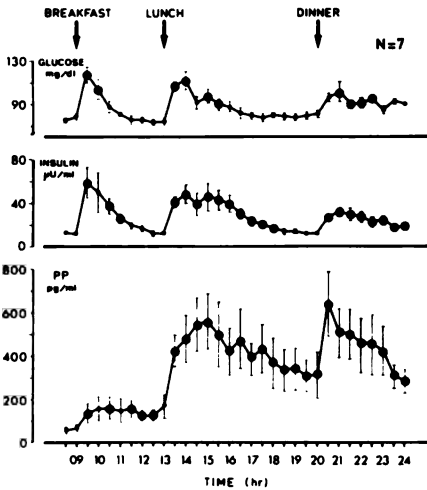 BREAKFAST LUNCH DINNER
N=7
130
GLUCOSE
mg/dl
90
80
INSULIN
μU/ml
40
0
800
PP
pg/ml
600
400
200
0
09 10 11 12 13 14 15 16 17 18 19 20 21 22 23 24
TIME (hr)